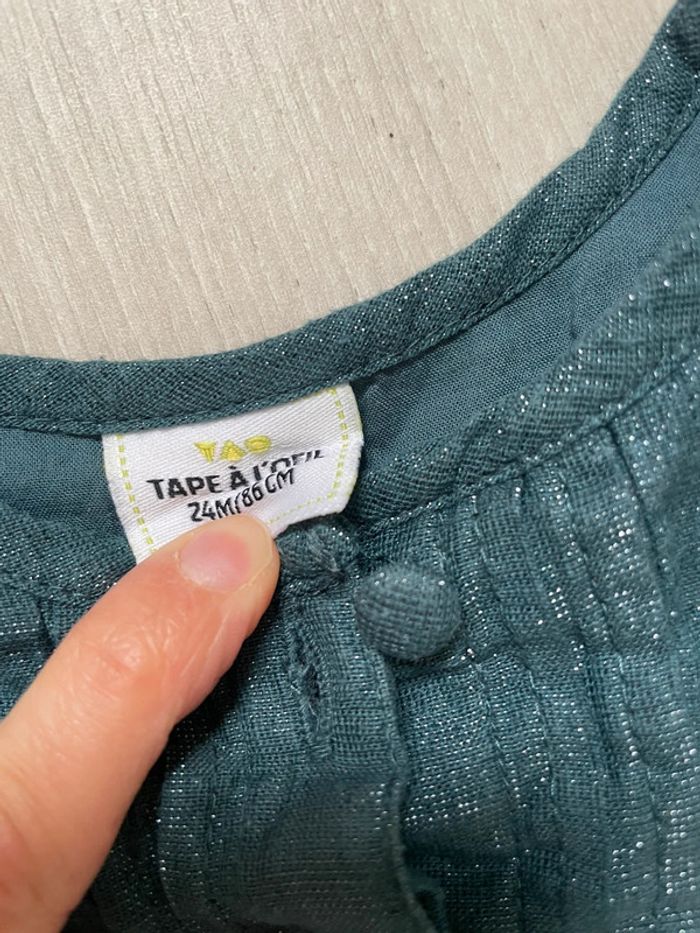 TAO
TAPE À L'OEIL
24M/86CM